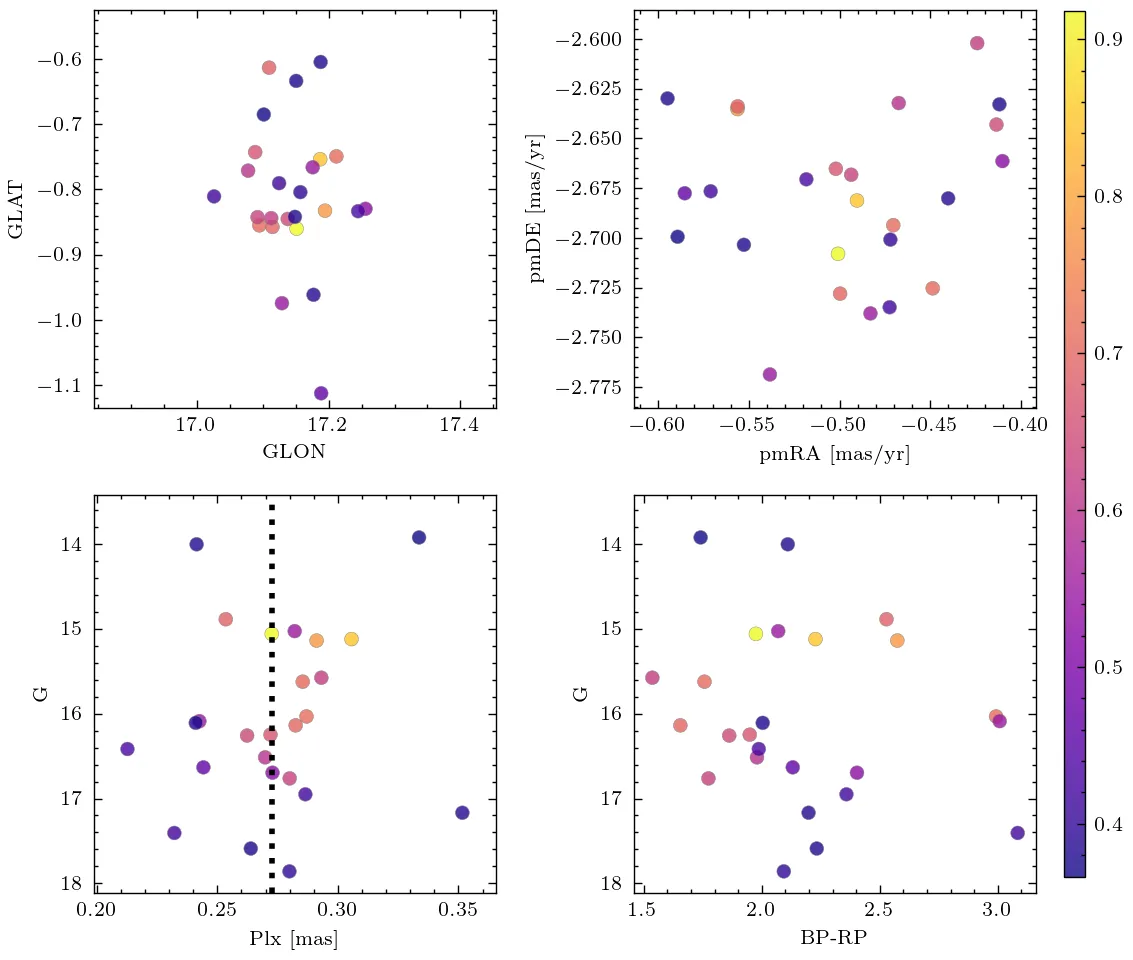 −0.6
−0.7
−0.8
−0.9
−1.0
−1.1
GLAT
17.0 17.2 17.4
GLON
−2.600
−2.625
−2.650
−2.675
−2.700
−2.725
−2.750
−2.775
pmDE [mas/yr]
−0.60 −0.55 −0.50 −0.45 −0.40
pmRA [mas/yr]
14
15
16
17
18
G
0.20 0.25 0.30 0.35
Plx [mas]
14
15
16
17
18
G
1.5 2.0 2.5 3.0
BP-RP
0.9
0.8
0.7
0.6
0.5
0.4